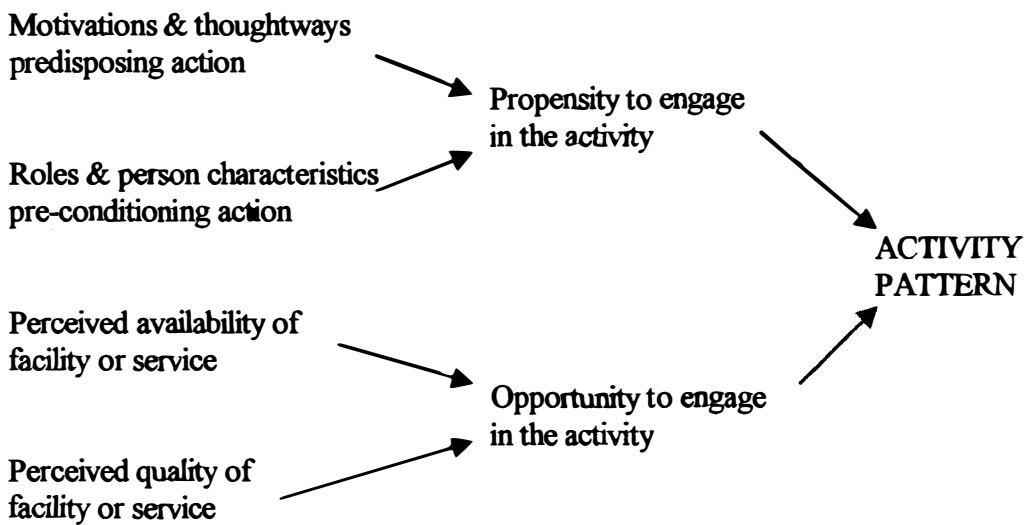 Motivations & thoughtways
predisposing action
Propensity to engage
in the activity
Roles & person characteristics
pre-conditioning action
ACTIVITY
PATTERN
Perceived availability of
facility or service
Opportunity to engage
in the activity
Perceived quality of
facility or service